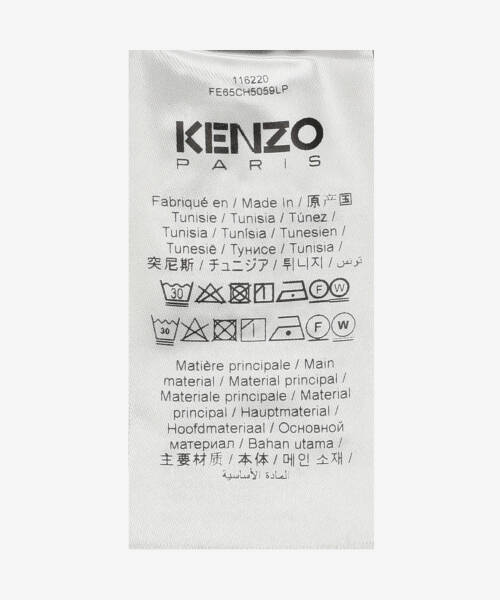 116220
FE65CH5059LP
KENZO
PARIS
Fabriqué en / Made In / 原产国
Tunisie / Tunisia / Túnez /
Tunisia / Tunísia / Tunesien /
Tunesië / Тунисе / Tunisia /
突尼斯 / チュニジア / 튀니지 / تونس
30 F W
30 F W
Matière principale / Main
material / Material principal /
Materiale principale / Material
principal / Hauptmaterial /
Hoofdmateriaal / Основной
материал / Bahan utama /
主要材质 / 本体 / 메인 소재 /
المادة الأساسية